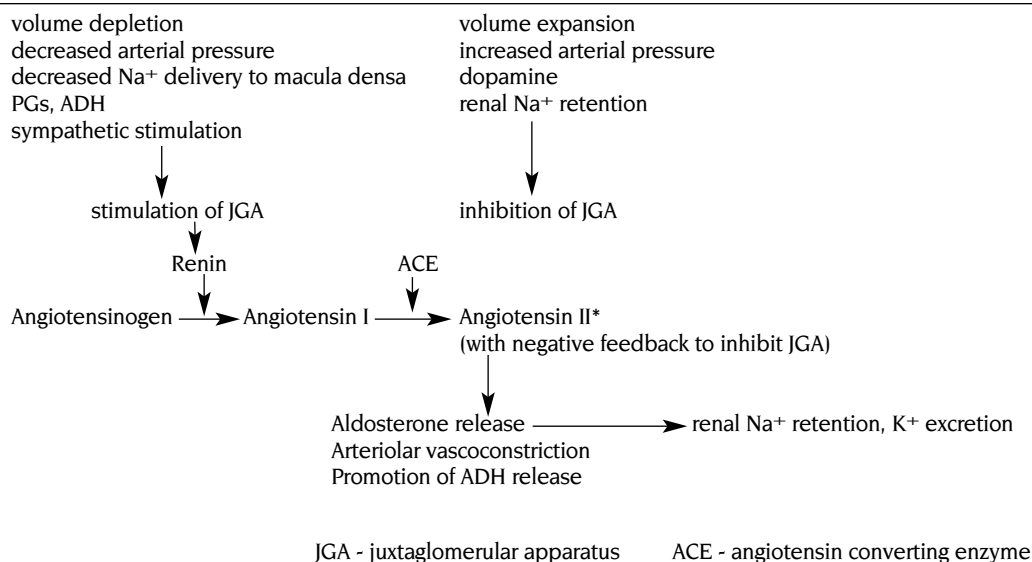 volume depletion
decreased arterial pressure
decreased Na⁺ delivery to macula densa
PGs, ADH
sympathetic stimulation
volume expansion
increased arterial pressure
dopamine
renal Na⁺ retention
stimulation of JGA
inhibition of JGA
Renin
ACE
Angiotensinogen
Angiotensin I
Angiotensin II*
(with negative feedback to inhibit JGA)
Aldosterone release
renal Na⁺ retention, K⁺ excretion
Arteriolar vascoconstriction
Promotion of ADH release
JGA - juxtaglomerular apparatus
ACE - angiotensin converting enzyme